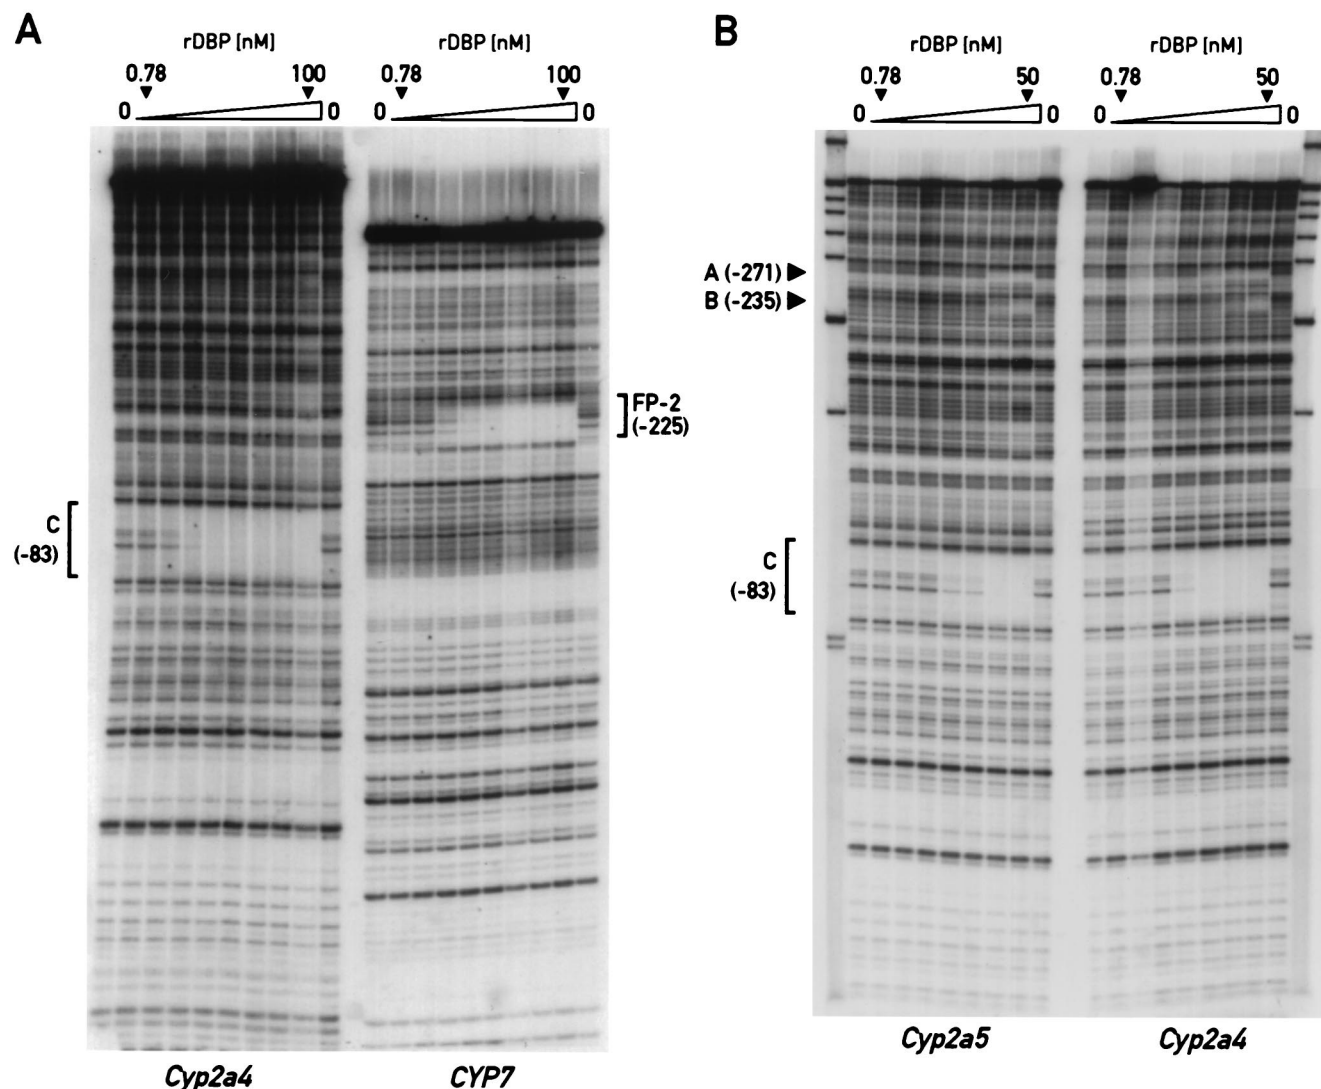 A
rDBP [nM]
0.78 100
0 0
rDBP [nM]
0.78 100
0 0
C
(-83)
FP-2
(-225)
Cyp2a4
CYP7
B
rDBP [nM]
0.78 50
0 0
rDBP [nM]
0.78 50
0 0
A (-271)
B (-235)
C
(-83)
Cyp2a5
Cyp2a4